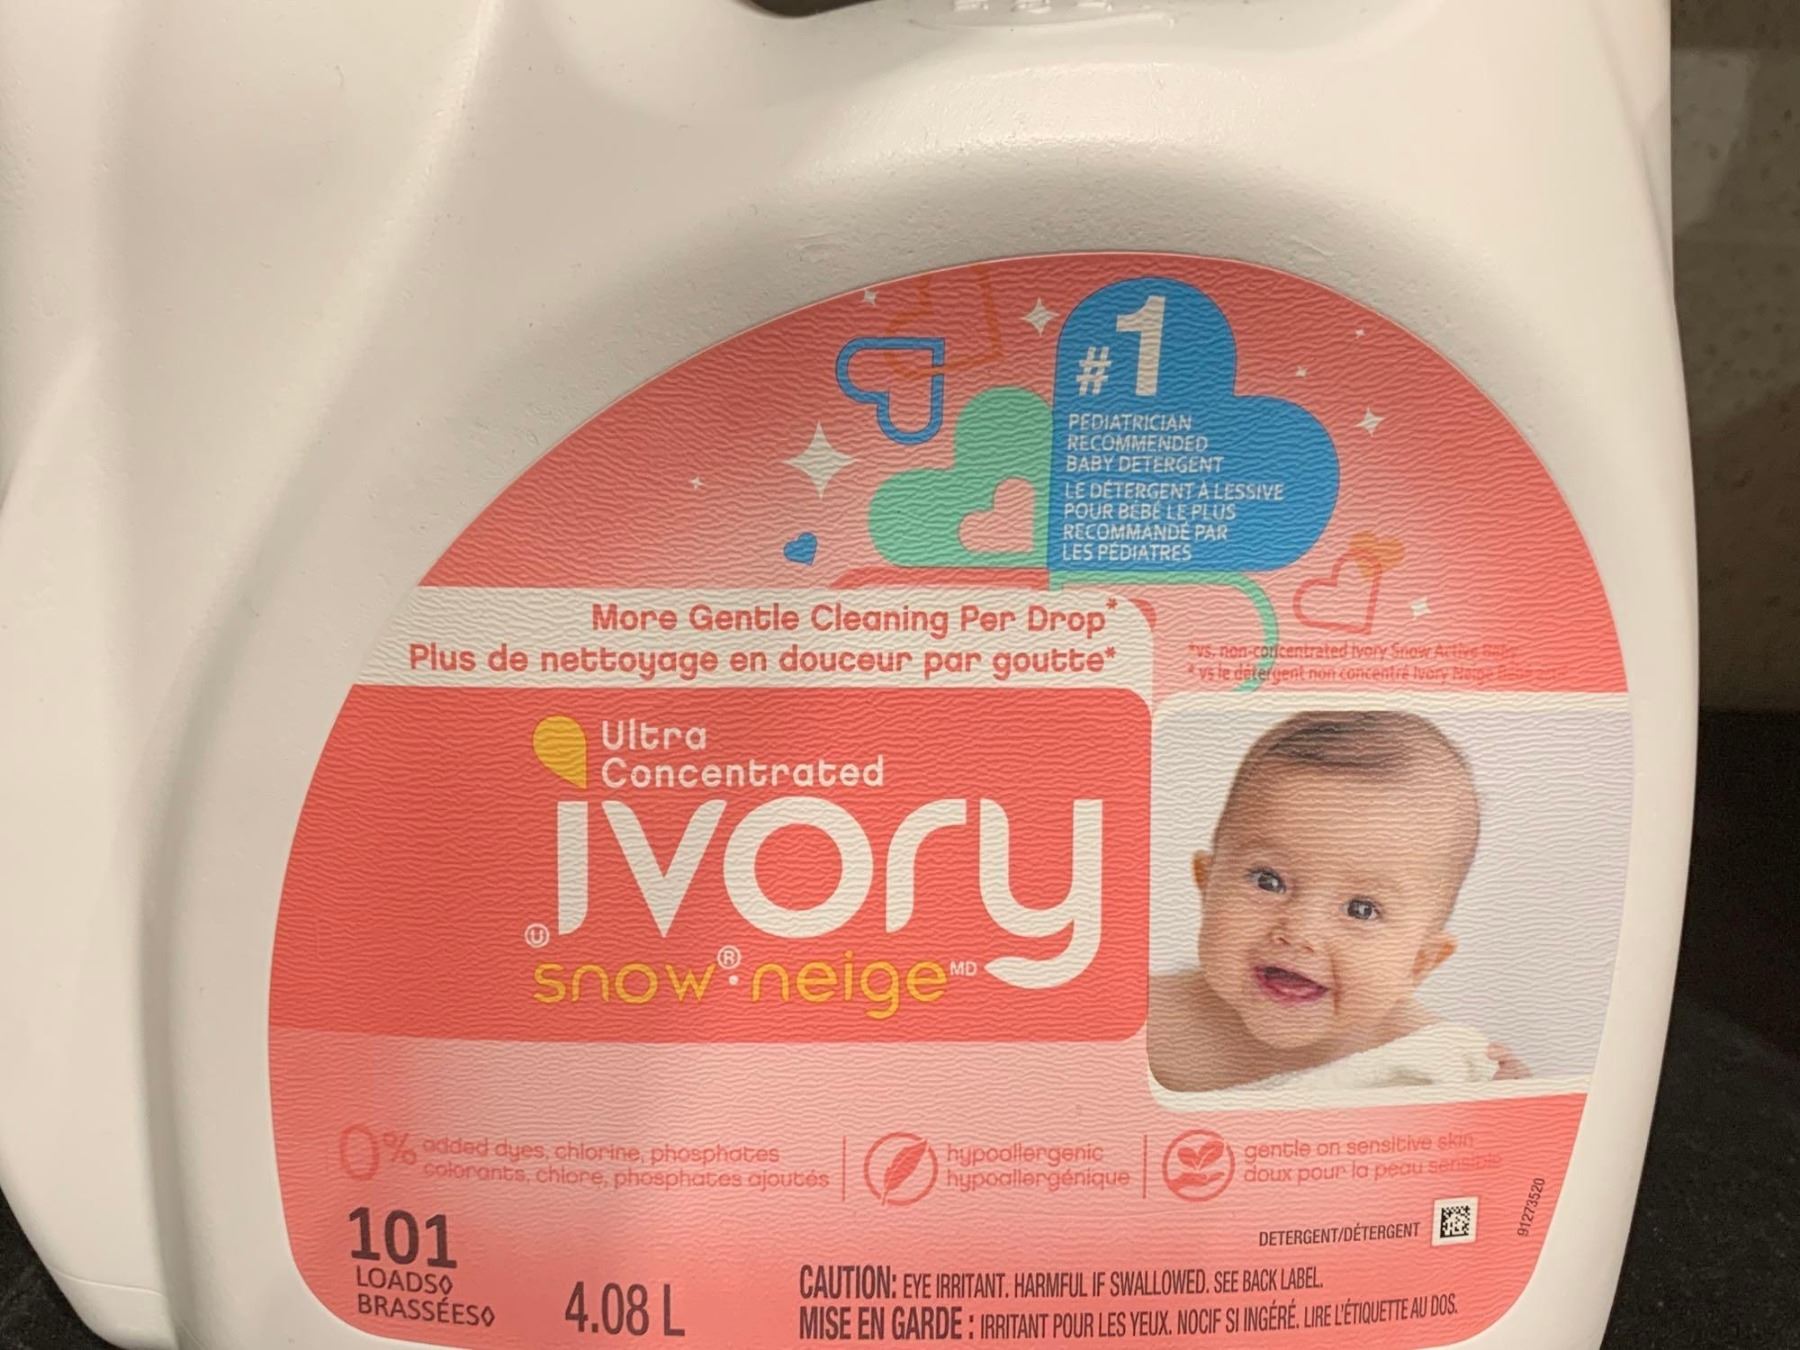 #1
PEDIATRICIAN
RECOMMENDED
BABY DETERGENT
LE DÉTERGENT À LESSIVE
POUR BÉBÉ LE PLUS
RECOMMANDÉ PAR
LES PÉDIATRES
More Gentle Cleaning Per Drop*
Plus de nettoyage en douceur par goutte*
*vs. non-concentrated Ivory Snow Active
*vs le détergent non concentré Ivory Neige
Ultra
Concentrated
ivory
U
snow®• neige MD
0% added dyes, chlorine, phosphates
colorants, chlore, phosphates ajoutés
hypoallergenic
hypoallergénique
gentle on sensitive skin
doux pour la peau sensible
101
LOADS◊
BRASSÉES◊
4.08 L
DETERGENT/DÉTERGENT
91273520
CAUTION: EYE IRRITANT. HARMFUL IF SWALLOWED. SEE BACK LABEL.
MISE EN GARDE : IRRITANT POUR LES YEUX. NOCIF SI INGÉRÉ. LIRE L'ÉTIQUETTE AU DOS.